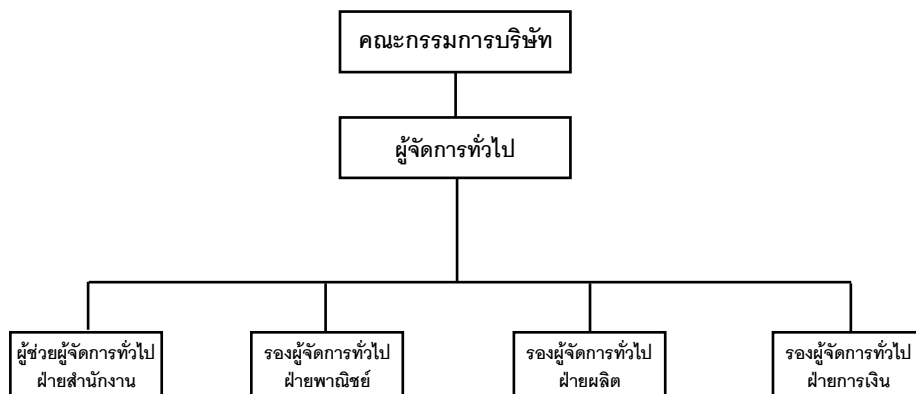 คณะกรรมการบริษัท
ผู้จัดการทั่วไป
ผู้ช่วยผู้จัดการทั่วไป
ฝ่ายสำนักงาน
รองผู้จัดการทั่วไป
ฝ่ายพาณิชย์
รองผู้จัดการทั่วไป
ฝ่ายผลิต
รองผู้จัดการทั่วไป
ฝ่ายการเงิน